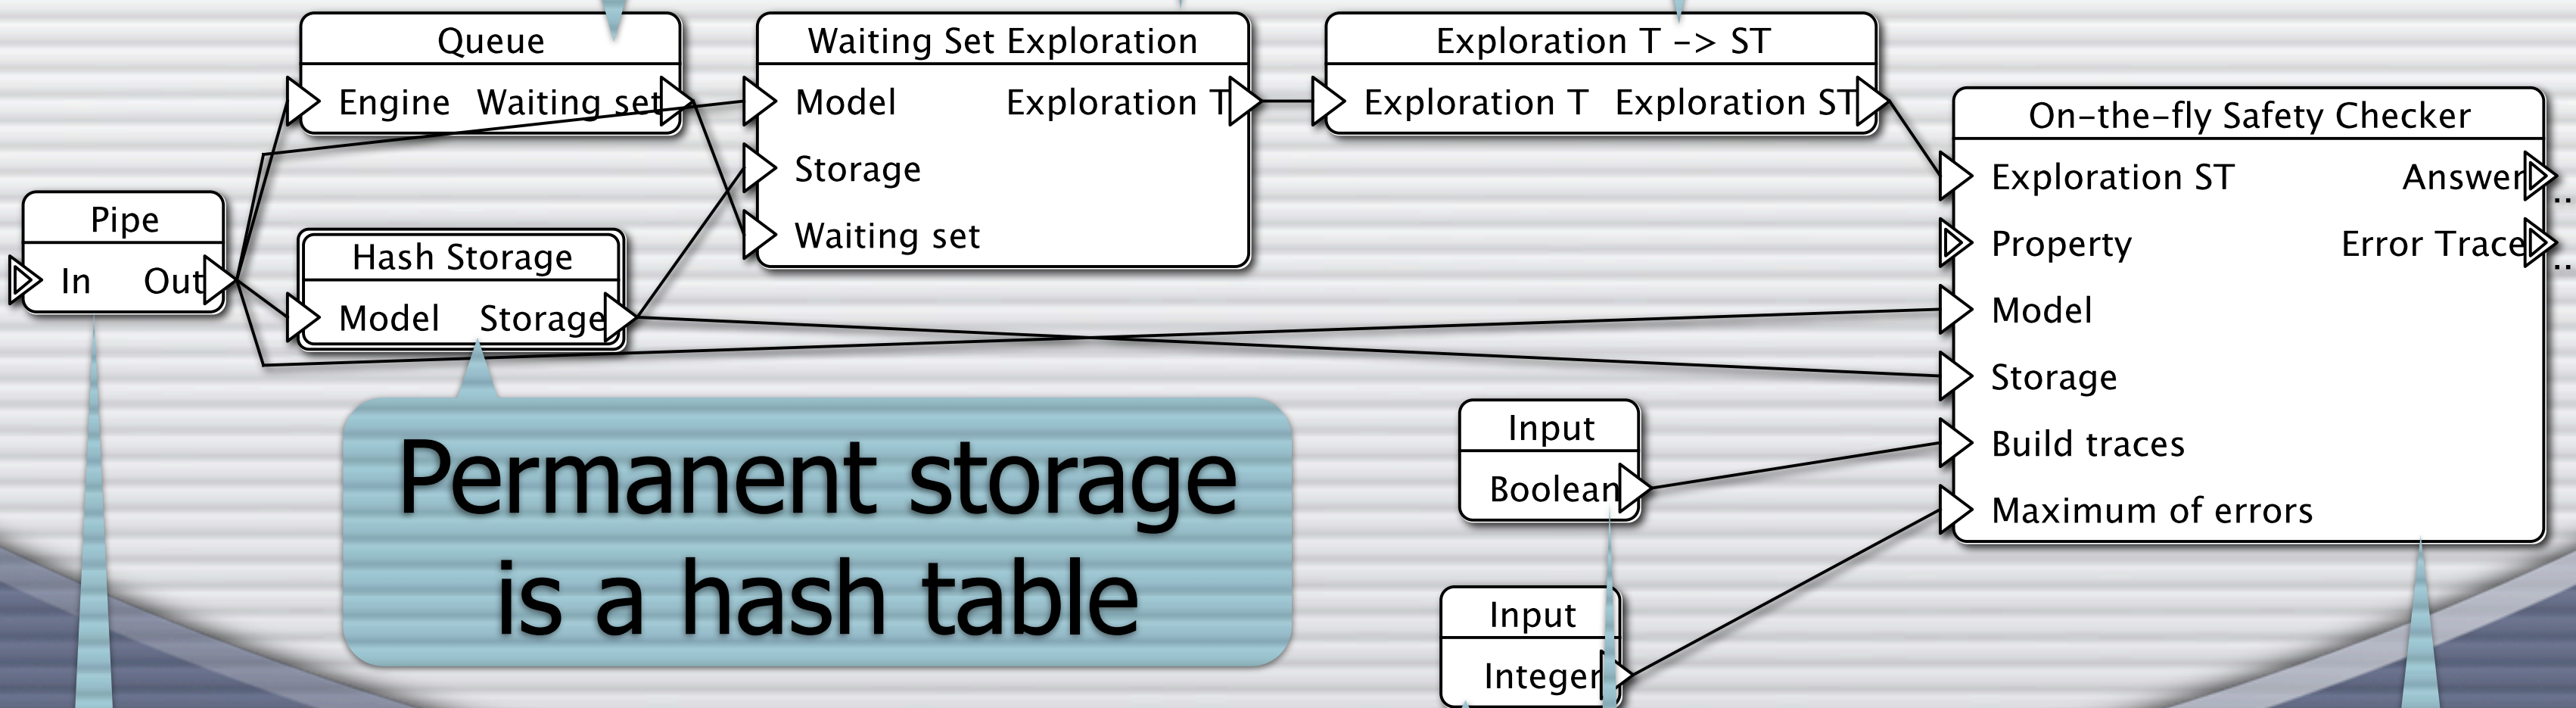 Queue
Engine Waiting set
Waiting Set Exploration
Model Exploration T
Storage
Waiting set
Exploration T -> ST
Exploration T Exploration ST
On-the-fly Safety Checker
Exploration ST Answer
..
Property Error Trace
..
Model
Storage
Build traces
Maximum of errors
Pipe
In Out
Hash Storage
Model Storage
Permanent storage
is a hash table
Input
Boolean
Input
Integer